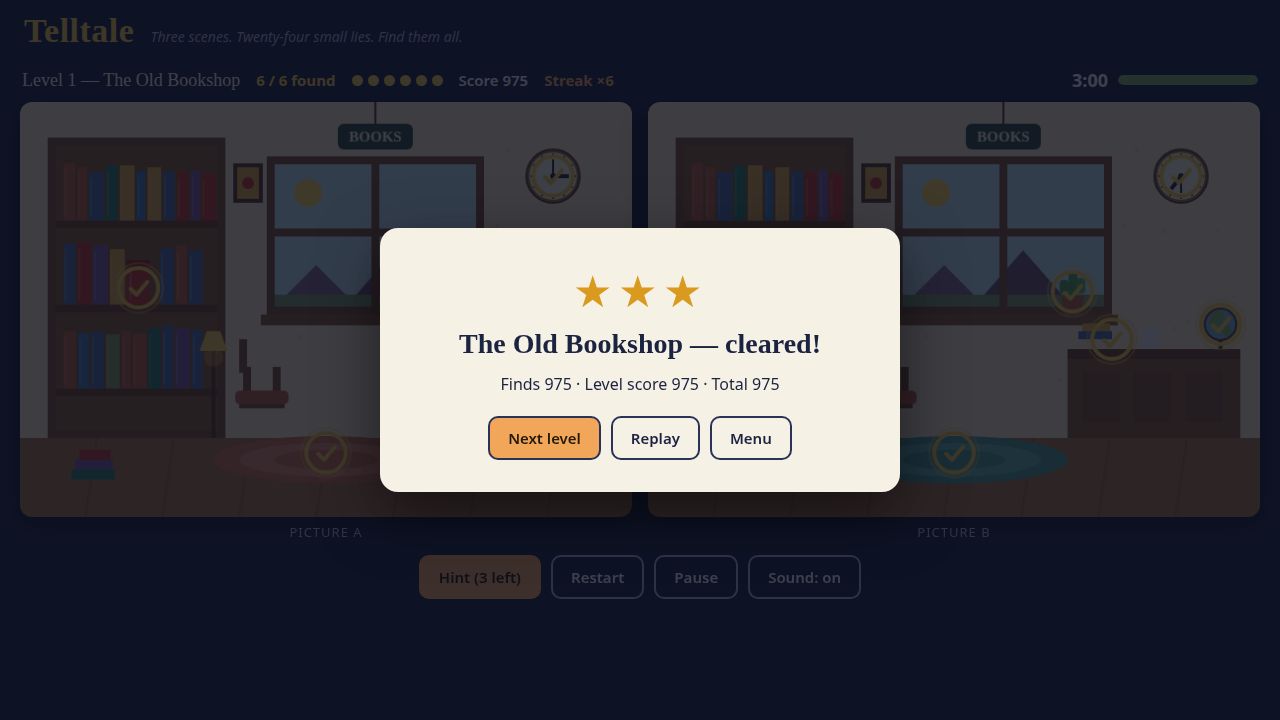 Telltale
Three scenes. Twenty-four small lies. Find them all.
Level 1 — The Old Bookshop
6 / 6 found
Score 975
Streak ×6
3:00
BOOKS
BOOKS
★★★
The Old Bookshop — cleared!
Finds 975 · Level score 975 · Total 975
Next level
Replay
Menu
PICTURE A
PICTURE B
Hint (3 left)
Restart
Pause
Sound: on